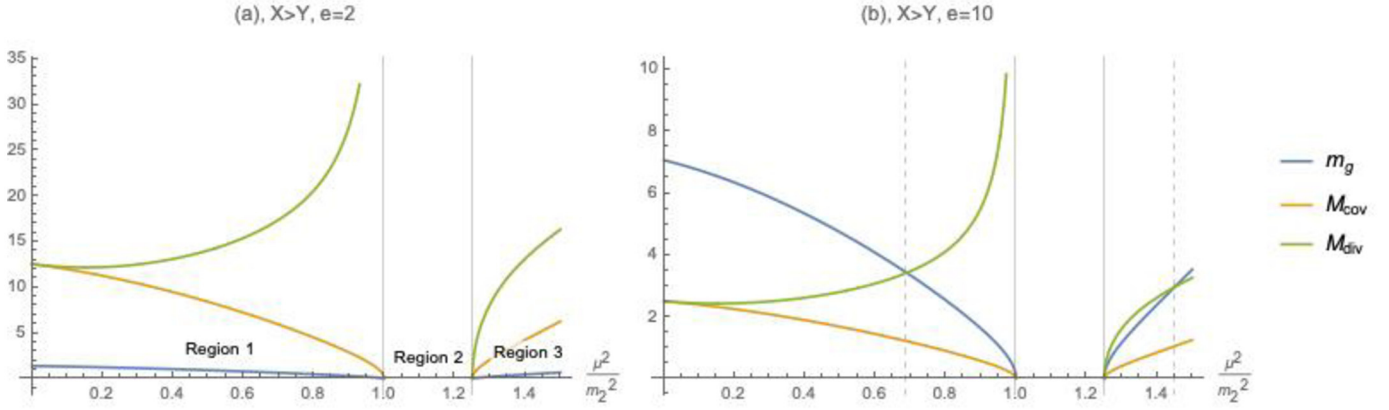 (a), X>Y, e=2
35
30
25
20
15
10
5
Region 1
Region 2
Region 3
0.2 0.4 0.6 0.8 1.0 1.2 1.4
μ²/m₂²
(b), X>Y, e=10
10
8
6
4
2
0.2 0.4 0.6 0.8 1.0 1.2 1.4
μ²/m₂²
m_g
M_cov
M_div